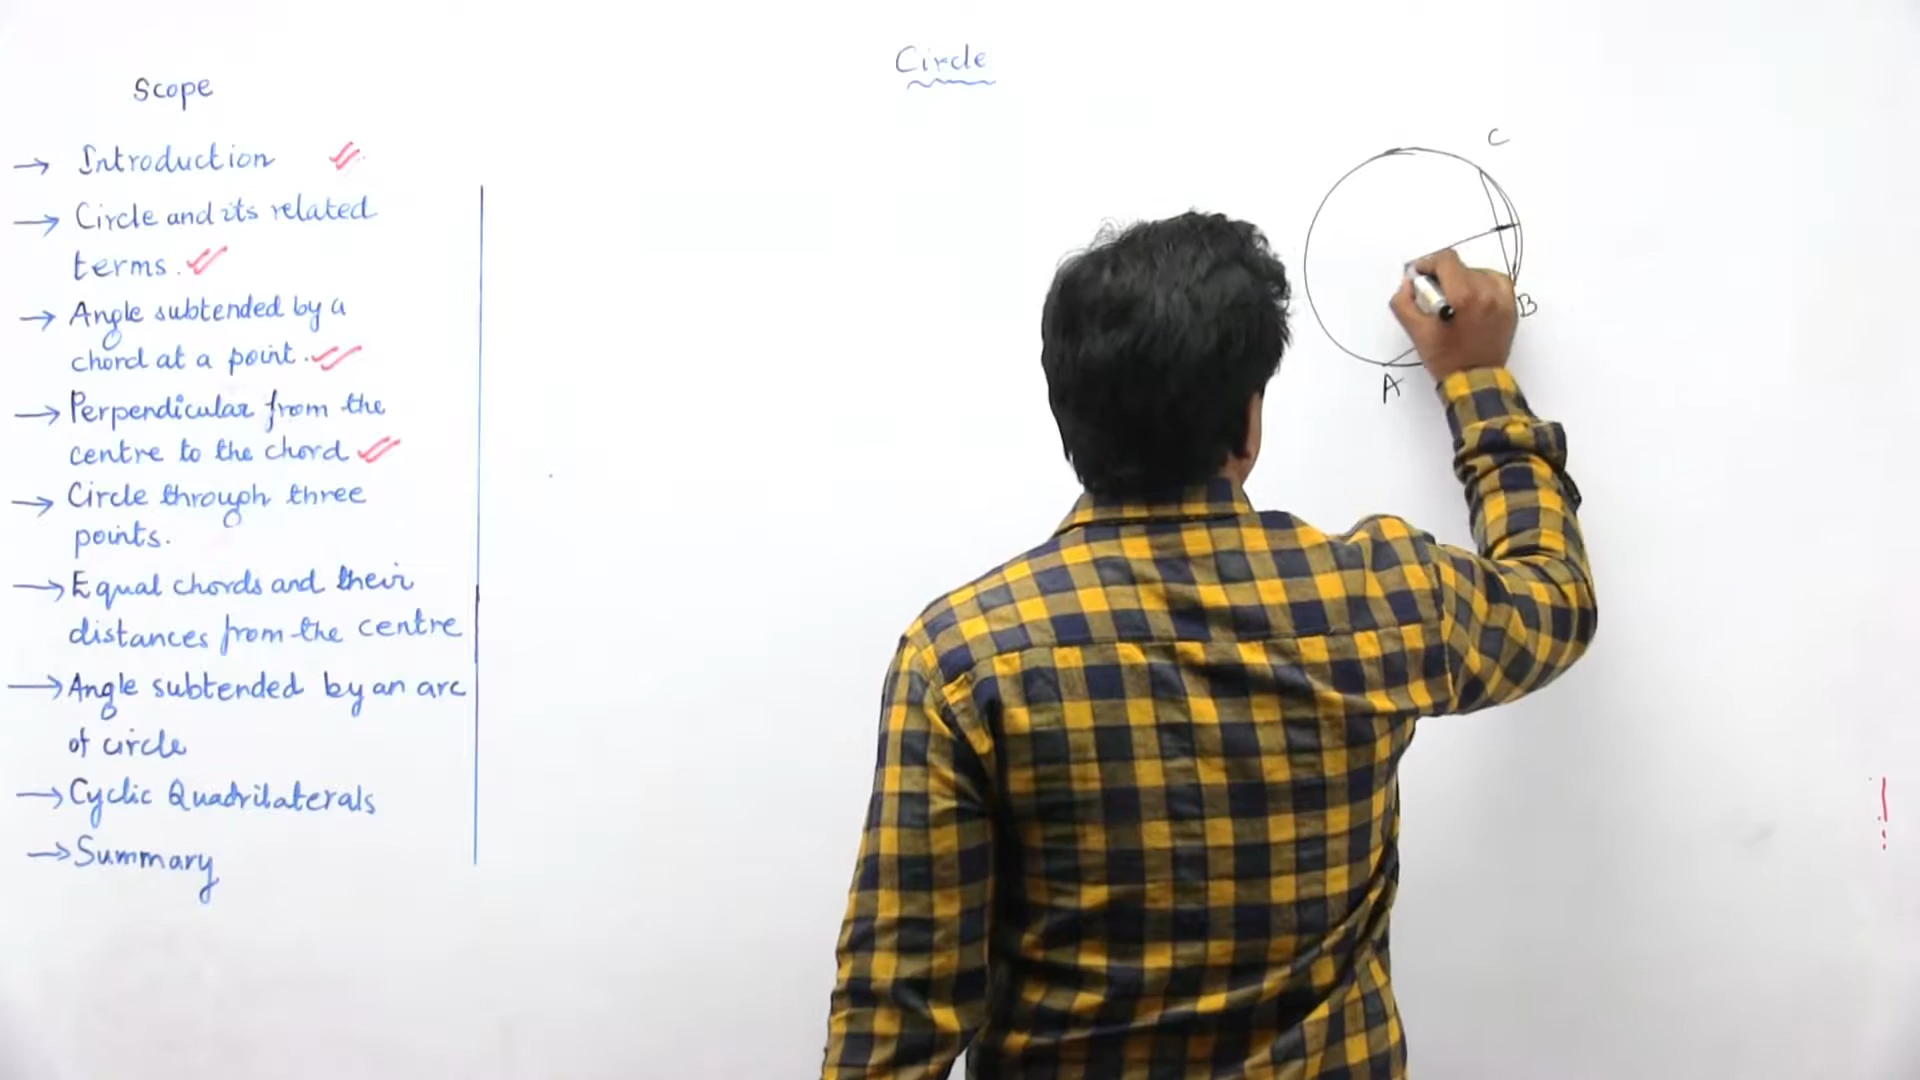 Circle
Scope
→ Introduction
→ Circle and its related
terms.
→ Angle subtended by a
chord at a point.
→ Perpendicular from the
centre to the chord
→ Circle through three
points.
→ Equal chords and their
distances from the centre
→ Angle subtended by an arc
of circle
→ Cyclic Quadrilaterals
→ Summary
C
B
A